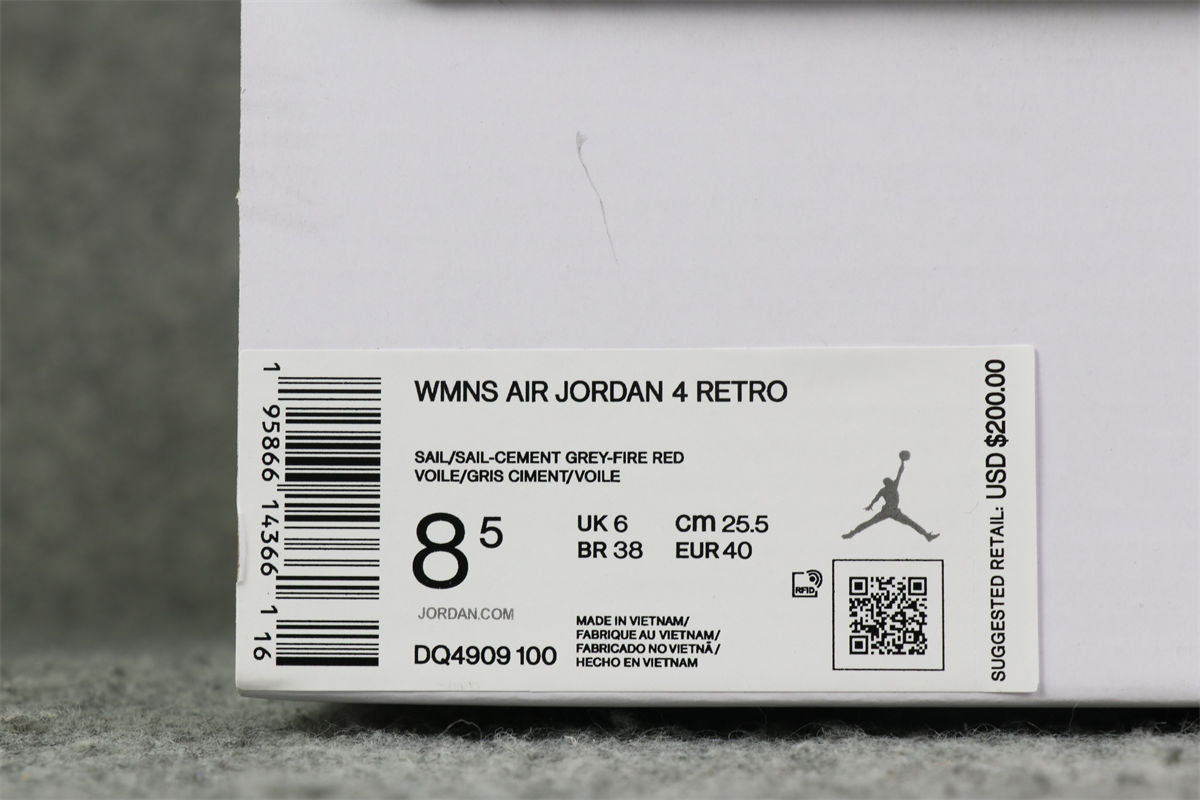 WMNS AIR JORDAN 4 RETRO
SAIL/SAIL-CEMENT GREY-FIRE RED
VOILE/GRIS CIMENT/VOILE
8 5
UK 6 cm 25.5
BR 38 EUR 40
JORDAN.COM
DQ4909 100
MADE IN VIETNAM/
FABRIQUE AU VIETNAM/
FABRICADO NO VIETNÃ/
HECHO EN VIETNAM
RFID
SUGGESTED RETAIL: USD $200.00
1 95866 14366 1 16